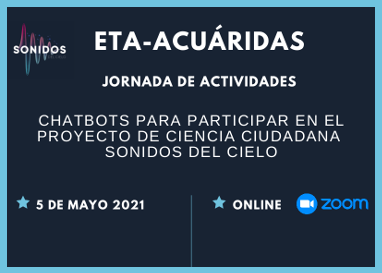 SONIDOS
ETA-ACUÁRIDAS
JORNADA DE ACTIVIDADES
CHATBOTS PARA PARTICIPAR EN EL
PROYECTO DE CIENCIA CIUDADANA
SONIDOS DEL CIELO
5 DE MAYO 2021
ONLINE zoom